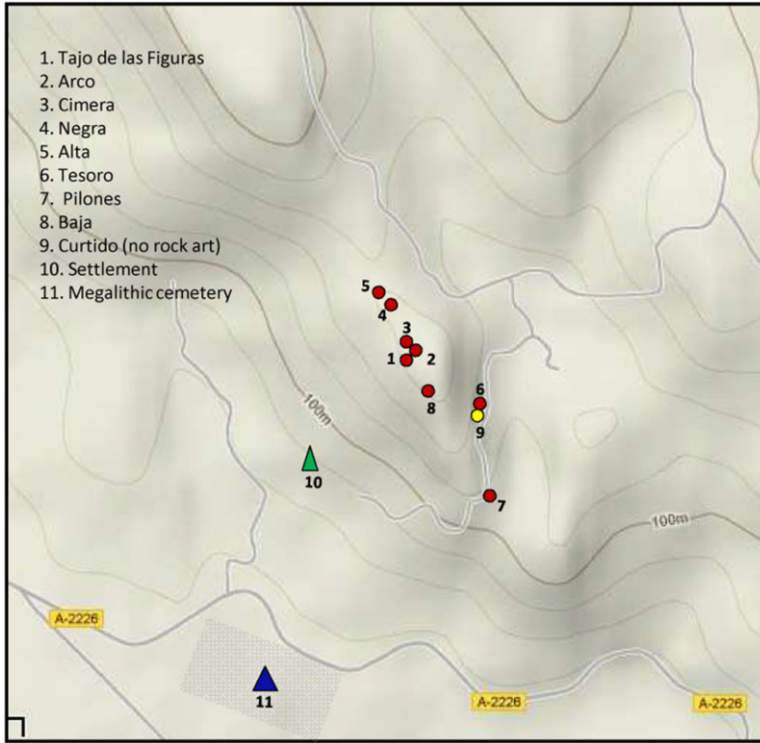 1. Tajo de las Figuras
2. Arco
3. Cimera
4. Negra
5. Alta
6. Tesoro
7. Pilones
8. Baja
9. Curtido (no rock art)
10. Settlement
11. Megalithic cemetery
5
4
3
1
2
8
6
9
100m
10
7
100m
A-2226
11
A-2226
A-2226